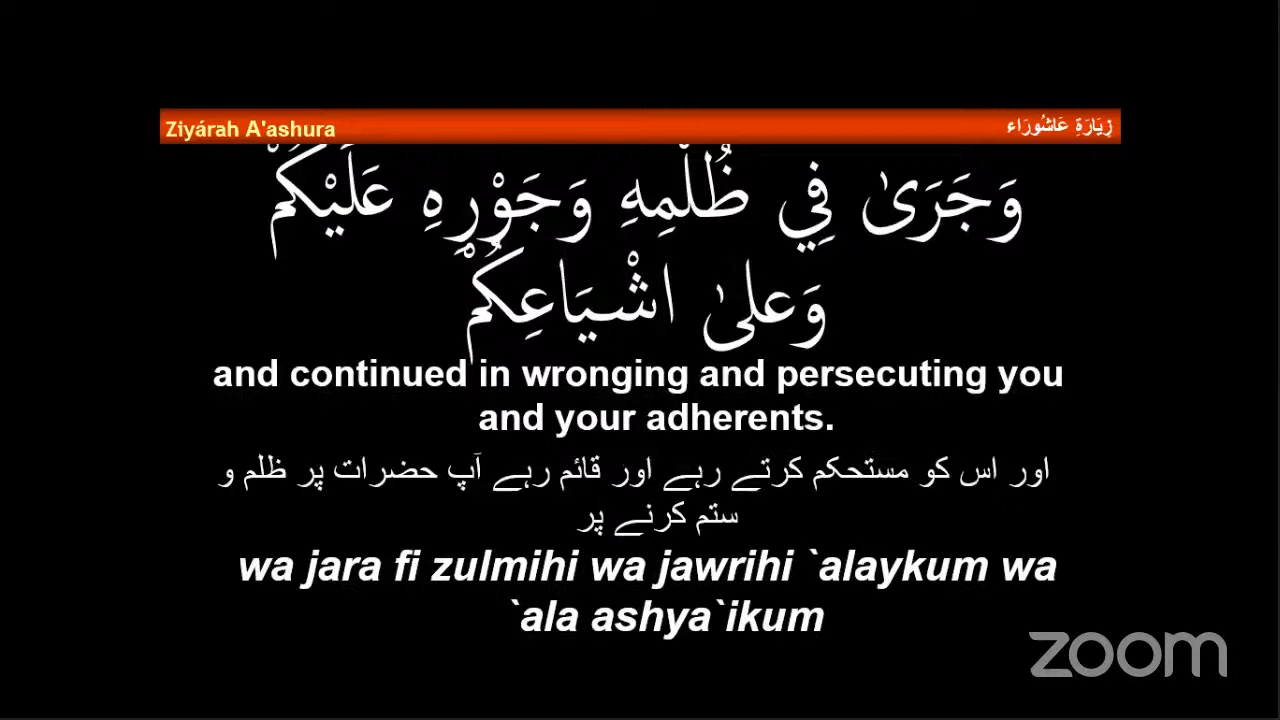 Ziyárah A'ashura
زِيَارَةِ عَاشُورَاء
وَجَرَىٰ فِي ظُلْمِهِ وَجَوْرِهِ عَلَيْكُمْ
وَعلىٰ اشْيَاعِكُمْ
and continued in wronging and persecuting you
and your adherents.
اور اس کو مستحکم کرتے رہے اور قائم رہے آپ حضرات پر ظلم و
ستم کرنے پر
wa jara fi zulmihi wa jawrihi `alaykum wa
`ala ashya`ikum
zoom